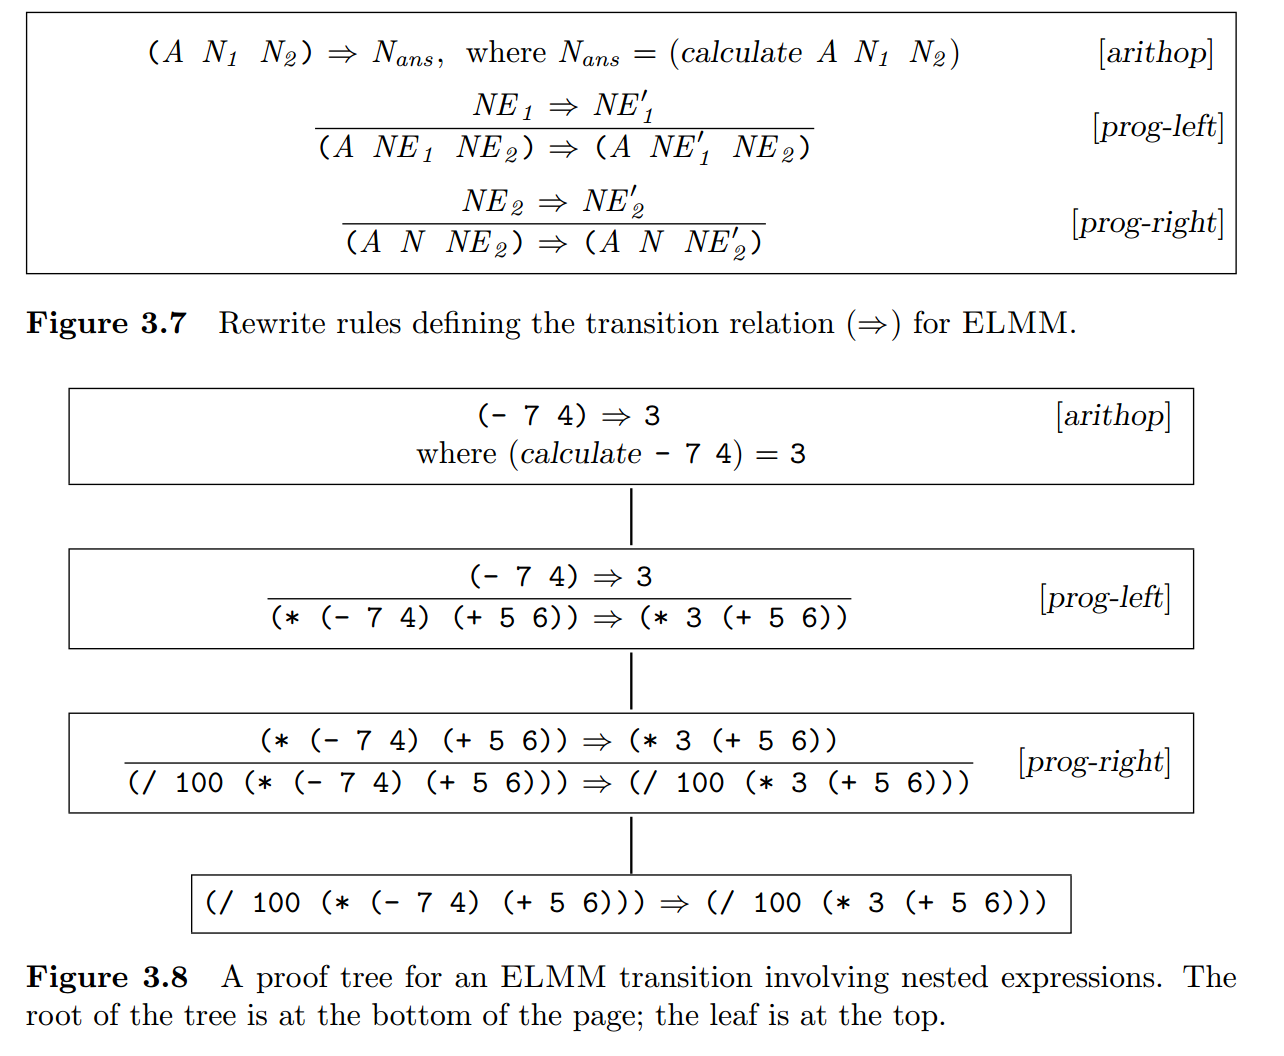 (A N₁ N₂) ⇒ Nₐₙₛ, where Nₐₙₛ = (calculate A N₁ N₂) [arithop]
NE₁ ⇒ NE′₁
(A NE₁ NE₂) ⇒ (A NE′₁ NE₂) [prog-left]
NE₂ ⇒ NE′₂
(A N NE₂) ⇒ (A N NE′₂) [prog-right]
Figure 3.7 Rewrite rules defining the transition relation (⇒) for ELMM.
(- 7 4) ⇒ 3 [arithop]
where (calculate - 7 4) = 3
(- 7 4) ⇒ 3
(* (- 7 4) (+ 5 6)) ⇒ (* 3 (+ 5 6)) [prog-left]
(* (- 7 4) (+ 5 6)) ⇒ (* 3 (+ 5 6))
(/ 100 (* (- 7 4) (+ 5 6))) ⇒ (/ 100 (* 3 (+ 5 6))) [prog-right]
(/ 100 (* (- 7 4) (+ 5 6))) ⇒ (/ 100 (* 3 (+ 5 6)))
Figure 3.8 A proof tree for an ELMM transition involving nested expressions. The
root of the tree is at the bottom of the page; the leaf is at the top.